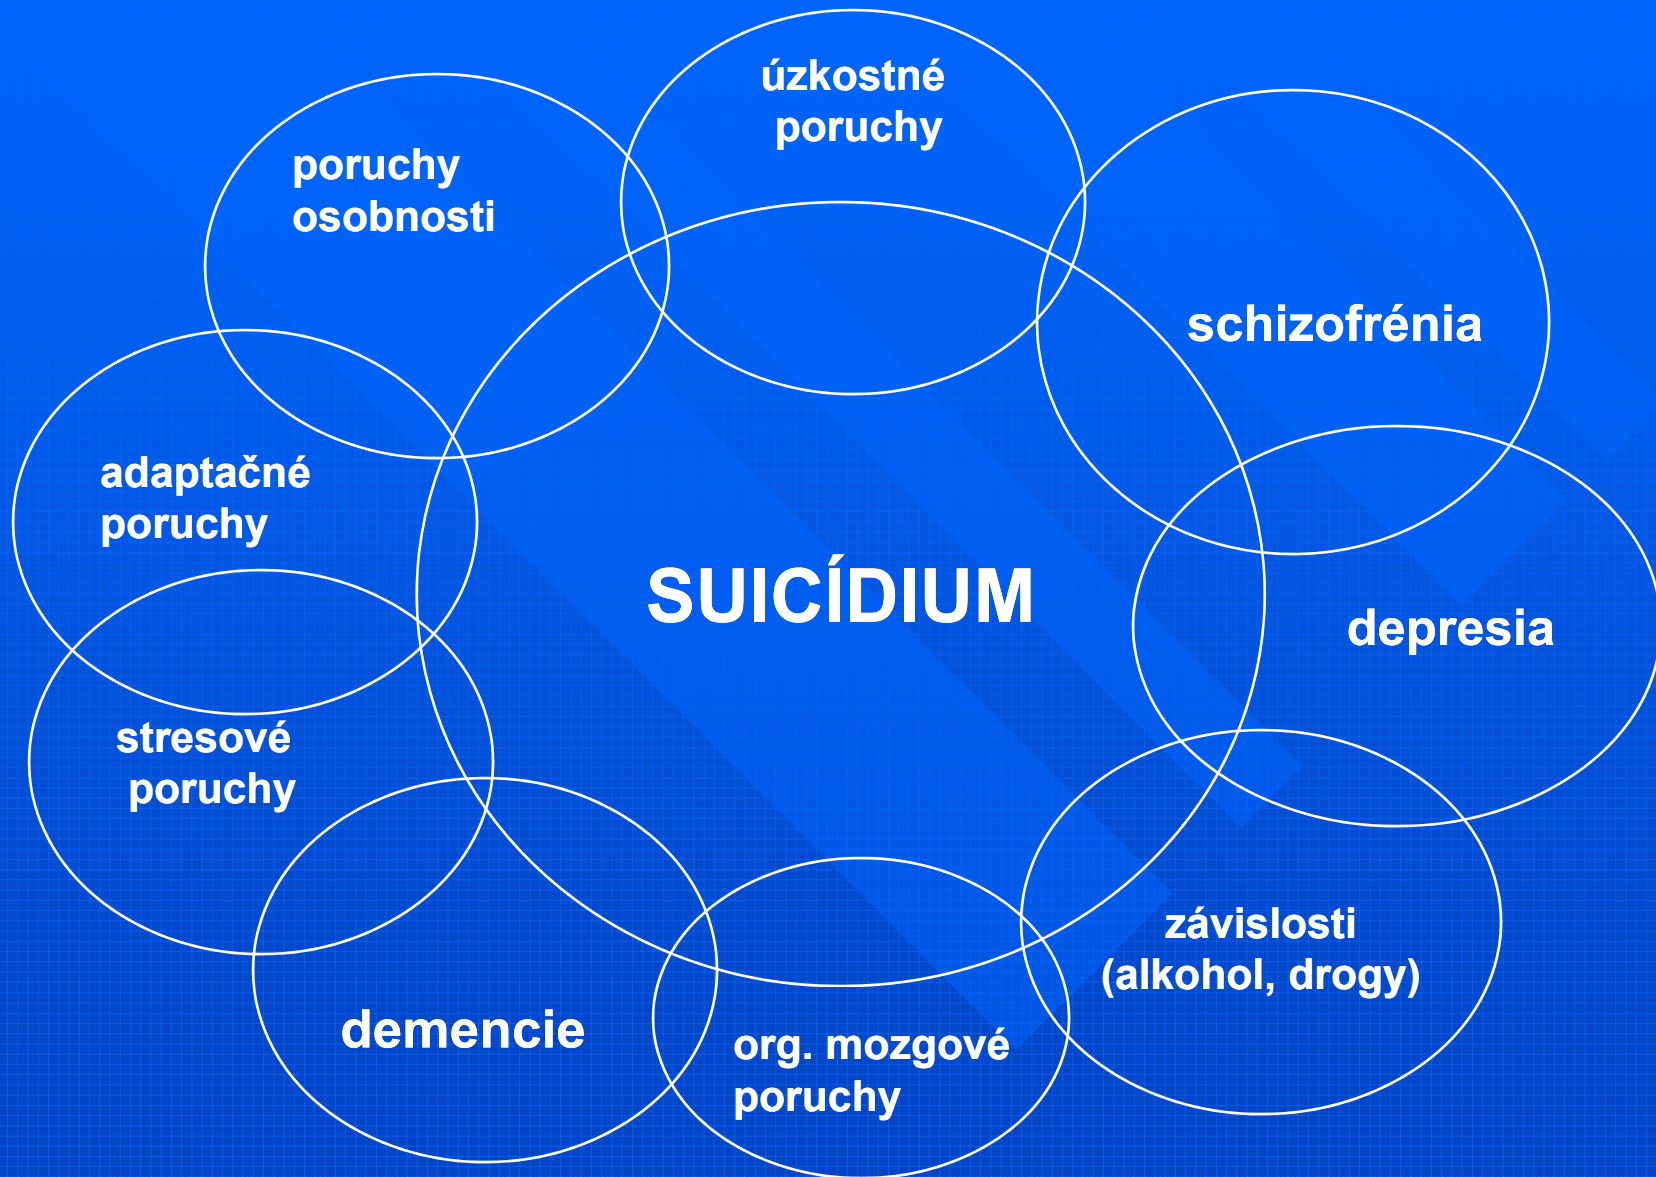 úzkostné
poruchy
poruchy
osobnosti
schizofrénia
adaptačné
poruchy
SUICÍDIUM
depresia
stresové
poruchy
závislosti
(alkohol, drogy)
demencie
org. mozgové
poruchy